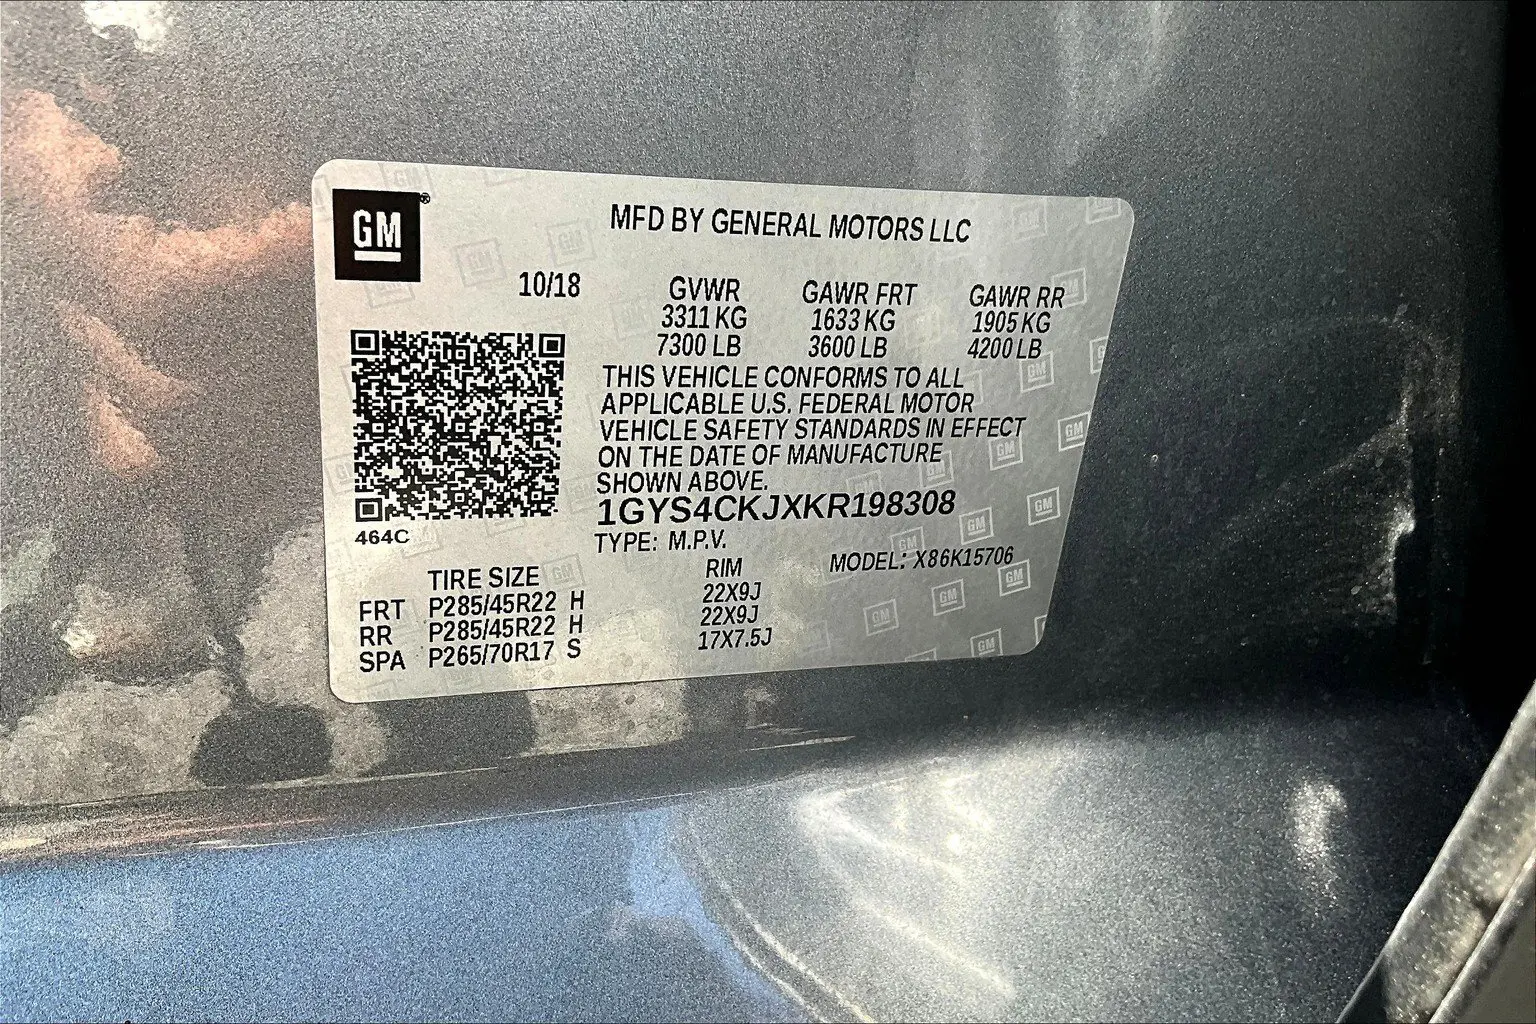 GM®
MFD BY GENERAL MOTORS LLC
10/18
GVWR GAWR FRT GAWR RR
3311 KG 1633 KG 1905 KG
7300 LB 3600 LB 4200 LB
THIS VEHICLE CONFORMS TO ALL
APPLICABLE U.S. FEDERAL MOTOR
VEHICLE SAFETY STANDARDS IN EFFECT
ON THE DATE OF MANUFACTURE
SHOWN ABOVE.
1GYS4CKJXKR198308
464C
TYPE: M.P.V. MODEL: X86K15706
TIRE SIZE RIM
FRT P285/45R22 H 22X9J
RR P285/45R22 H 22X9J
SPA P265/70R17 S 17X7.5J